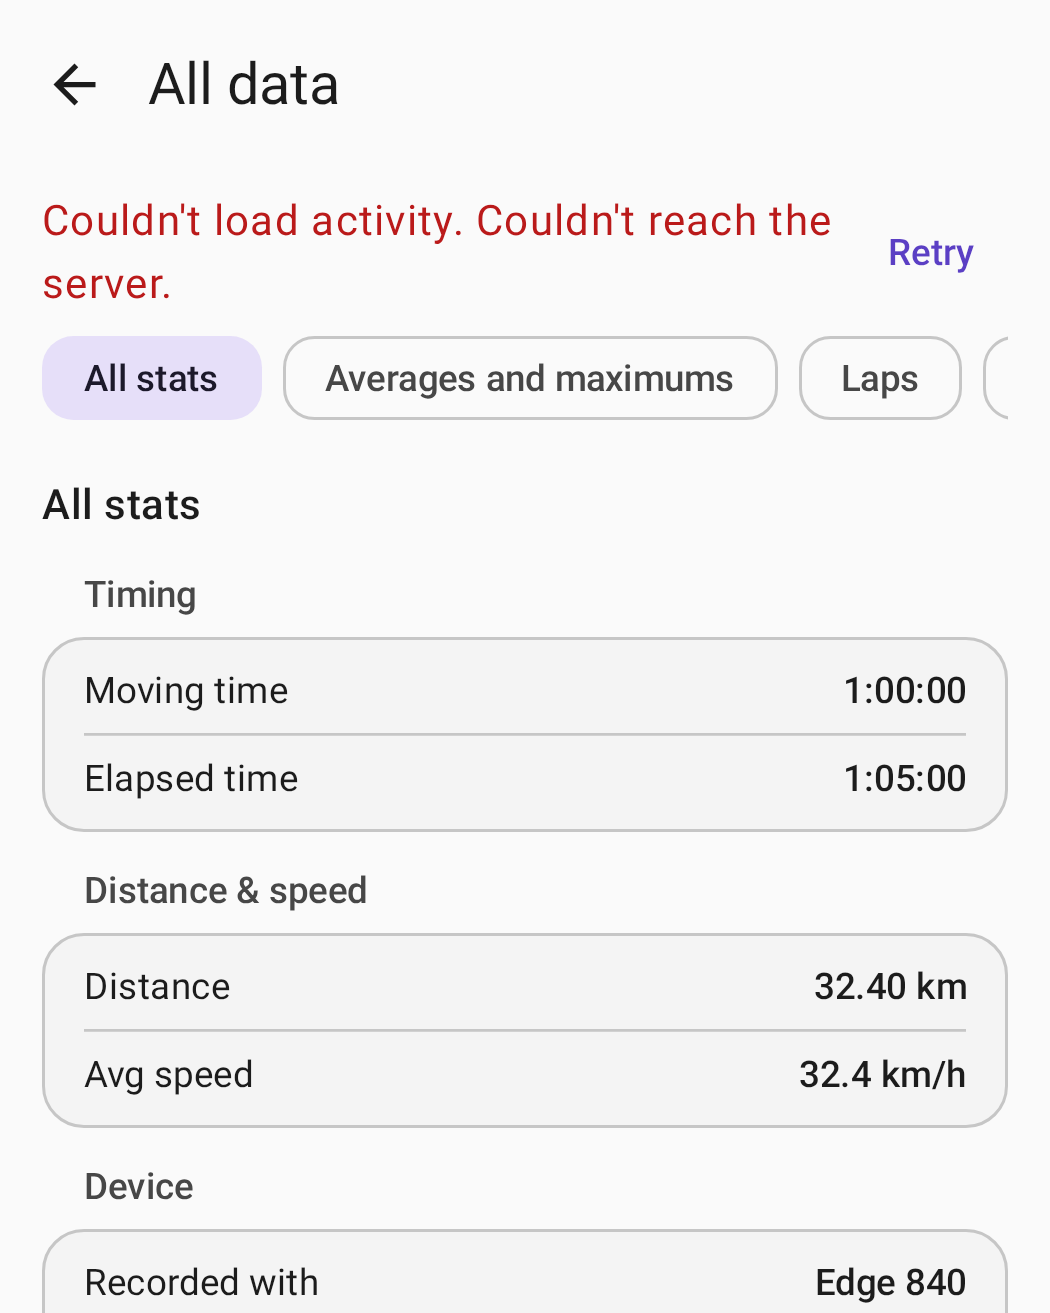 All data
Couldn't load activity. Couldn't reach the
server.
Retry
All stats
Averages and maximums
Laps
All stats
Timing
Moving time 1:00:00
Elapsed time 1:05:00
Distance & speed
Distance 32.40 km
Avg speed 32.4 km/h
Device
Recorded with Edge 840